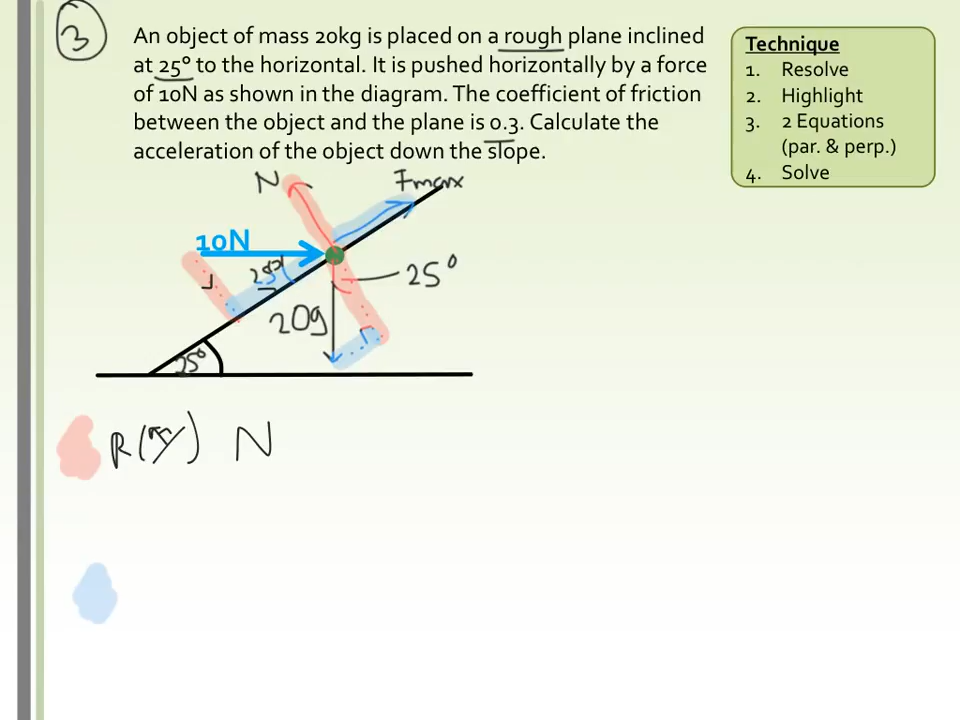 3
An object of mass 20kg is placed on a rough plane inclined
at 25° to the horizontal. It is pushed horizontally by a force
of 10N as shown in the diagram. The coefficient of friction
between the object and the plane is 0.3. Calculate the
acceleration of the object down the slope.
Technique
1. Resolve
2. Highlight
3. 2 Equations
(par. & perp.)
4. Solve
N
Fmax
10N
25°
25°
20g
25°
R( ) N